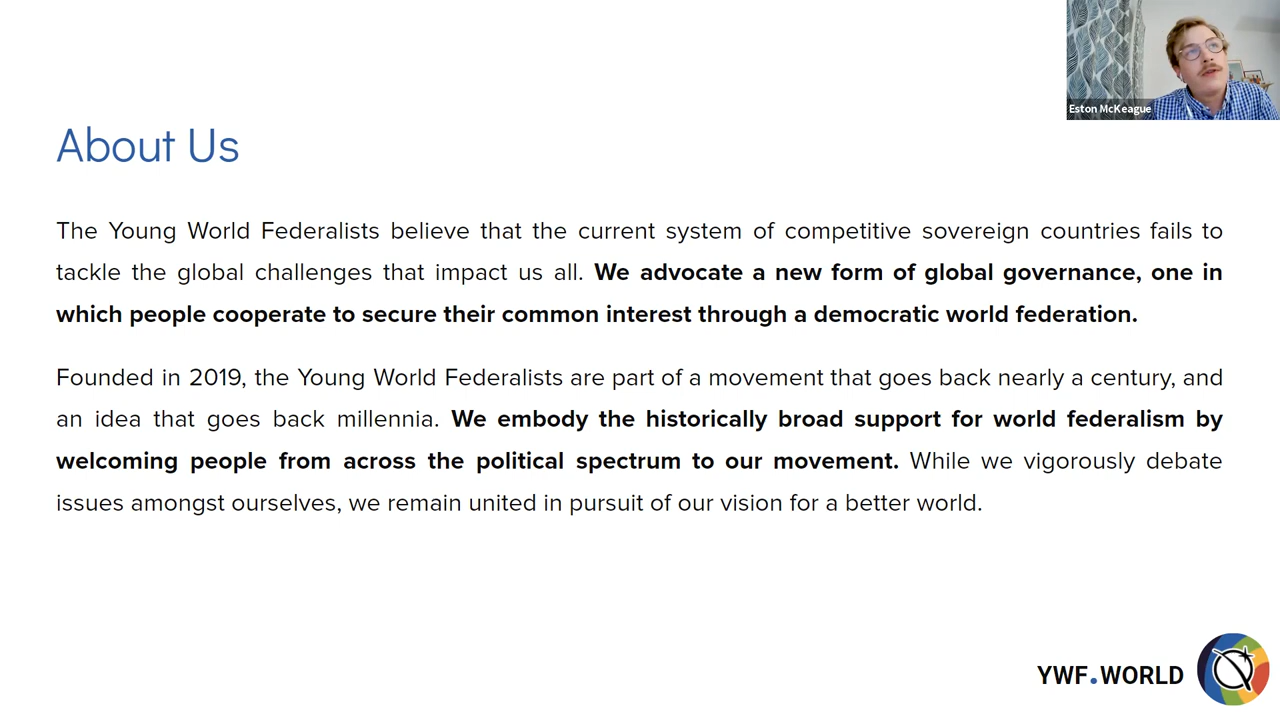 Eston McKeague
About Us
The Young World Federalists believe that the current system of competitive sovereign countries fails to
tackle the global challenges that impact us all. We advocate a new form of global governance, one in
which people cooperate to secure their common interest through a democratic world federation.
Founded in 2019, the Young World Federalists are part of a movement that goes back nearly a century, and
an idea that goes back millennia. We embody the historically broad support for world federalism by
welcoming people from across the political spectrum to our movement. While we vigorously debate
issues amongst ourselves, we remain united in pursuit of our vision for a better world.
YWF.WORLD